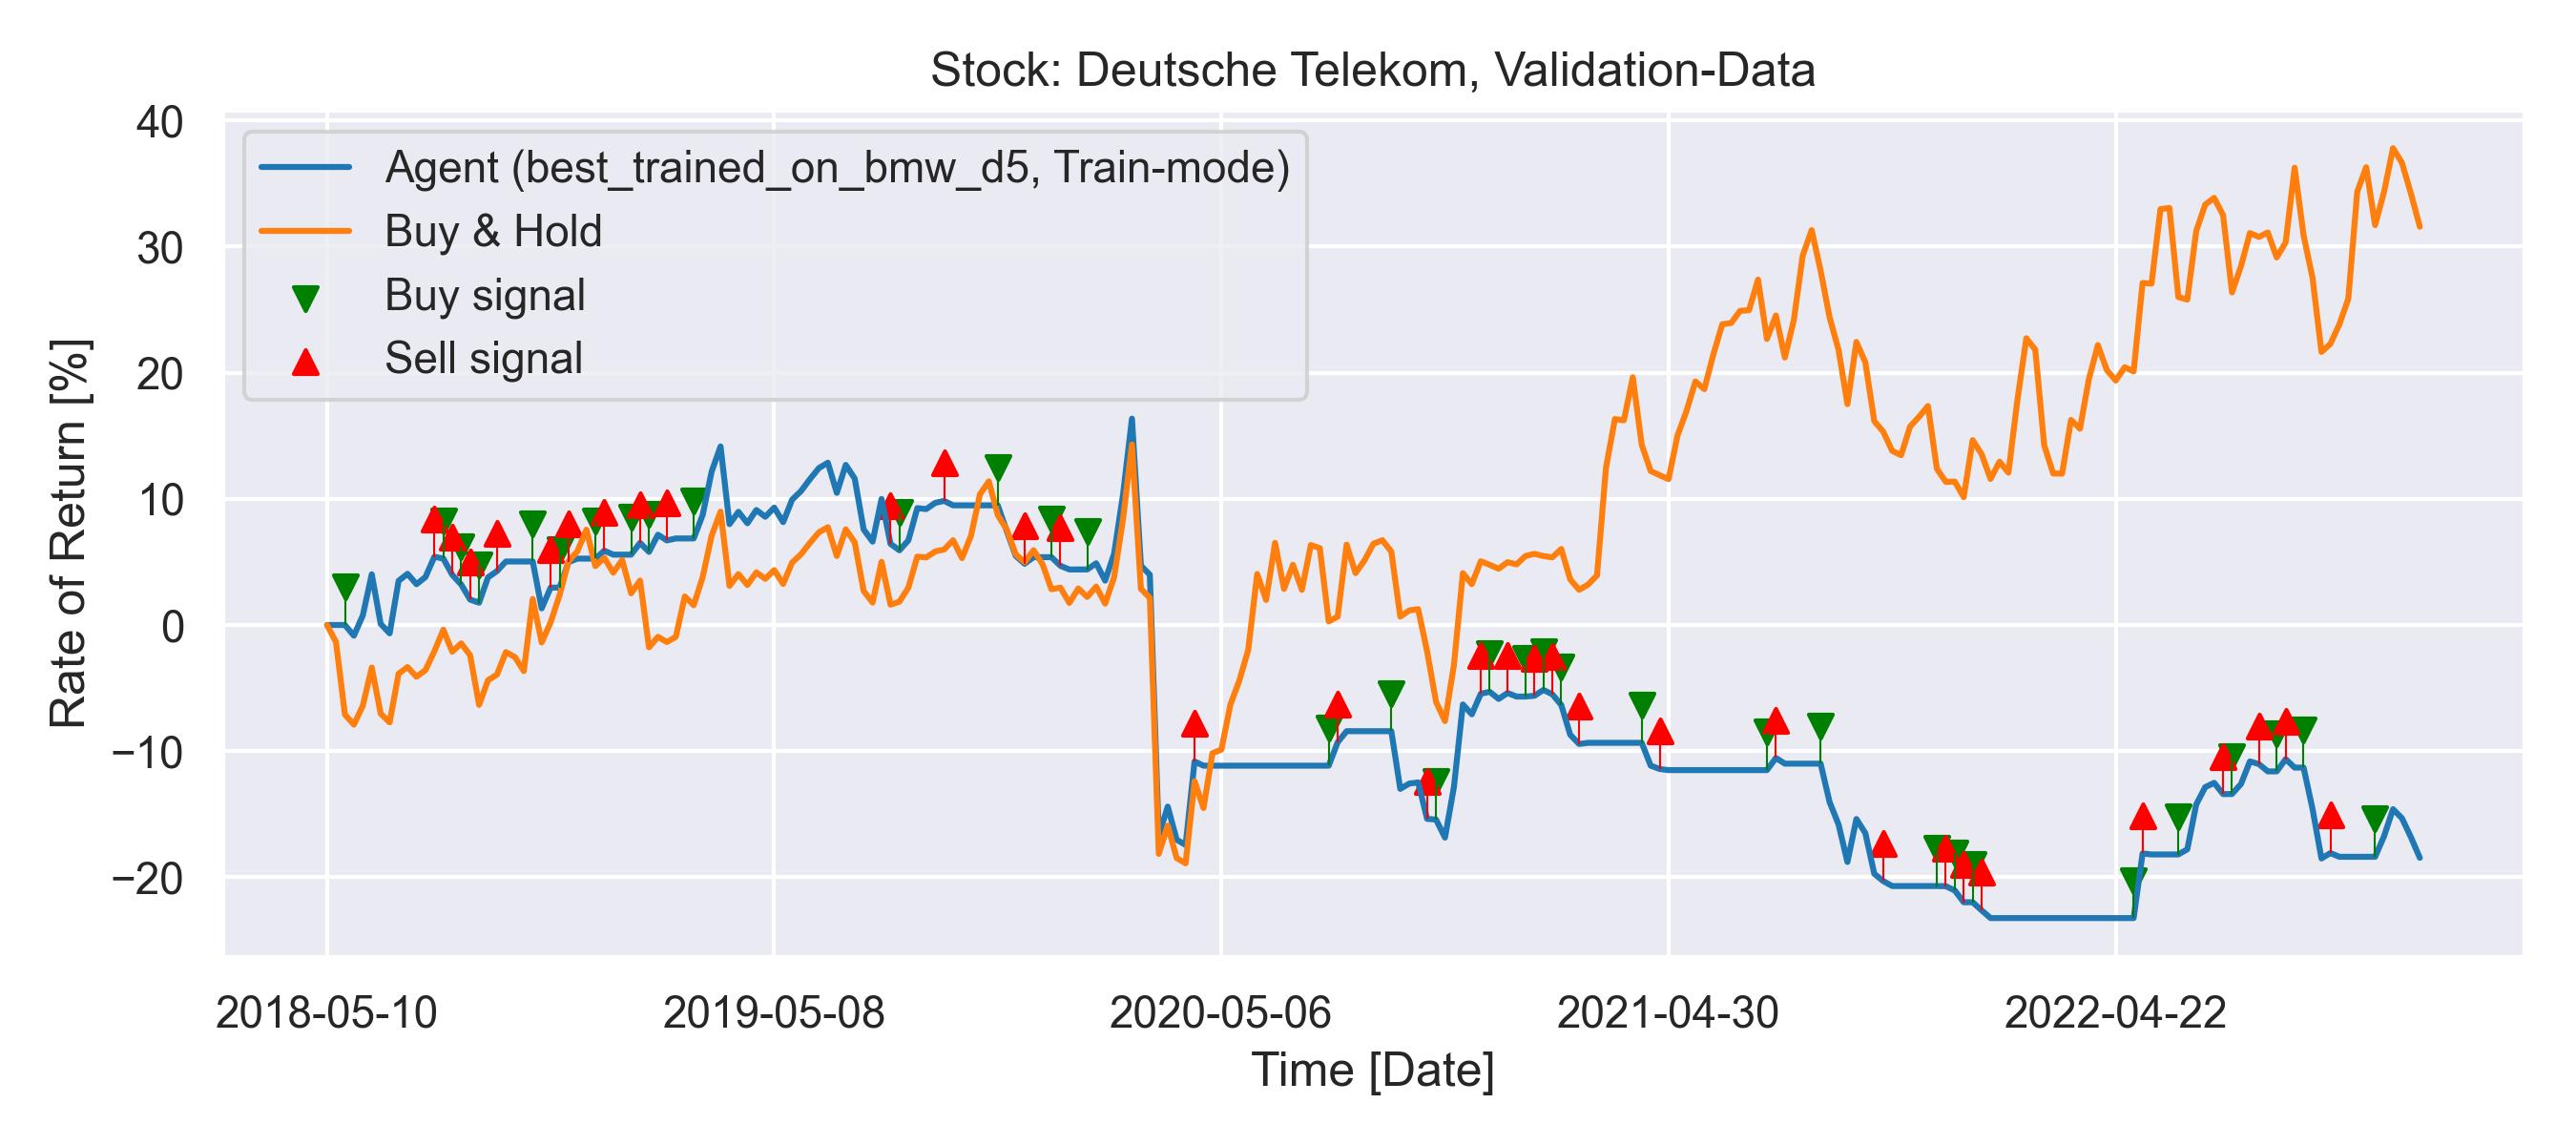 Stock: Deutsche Telekom, Validation-Data
Agent (best_trained_on_bmw_d5, Train-mode)
Buy & Hold
Buy signal
Sell signal
Rate of Return [%]
40
30
20
10
0
−10
−20
2018-05-10
2019-05-08
2020-05-06
2021-04-30
2022-04-22
Time [Date]